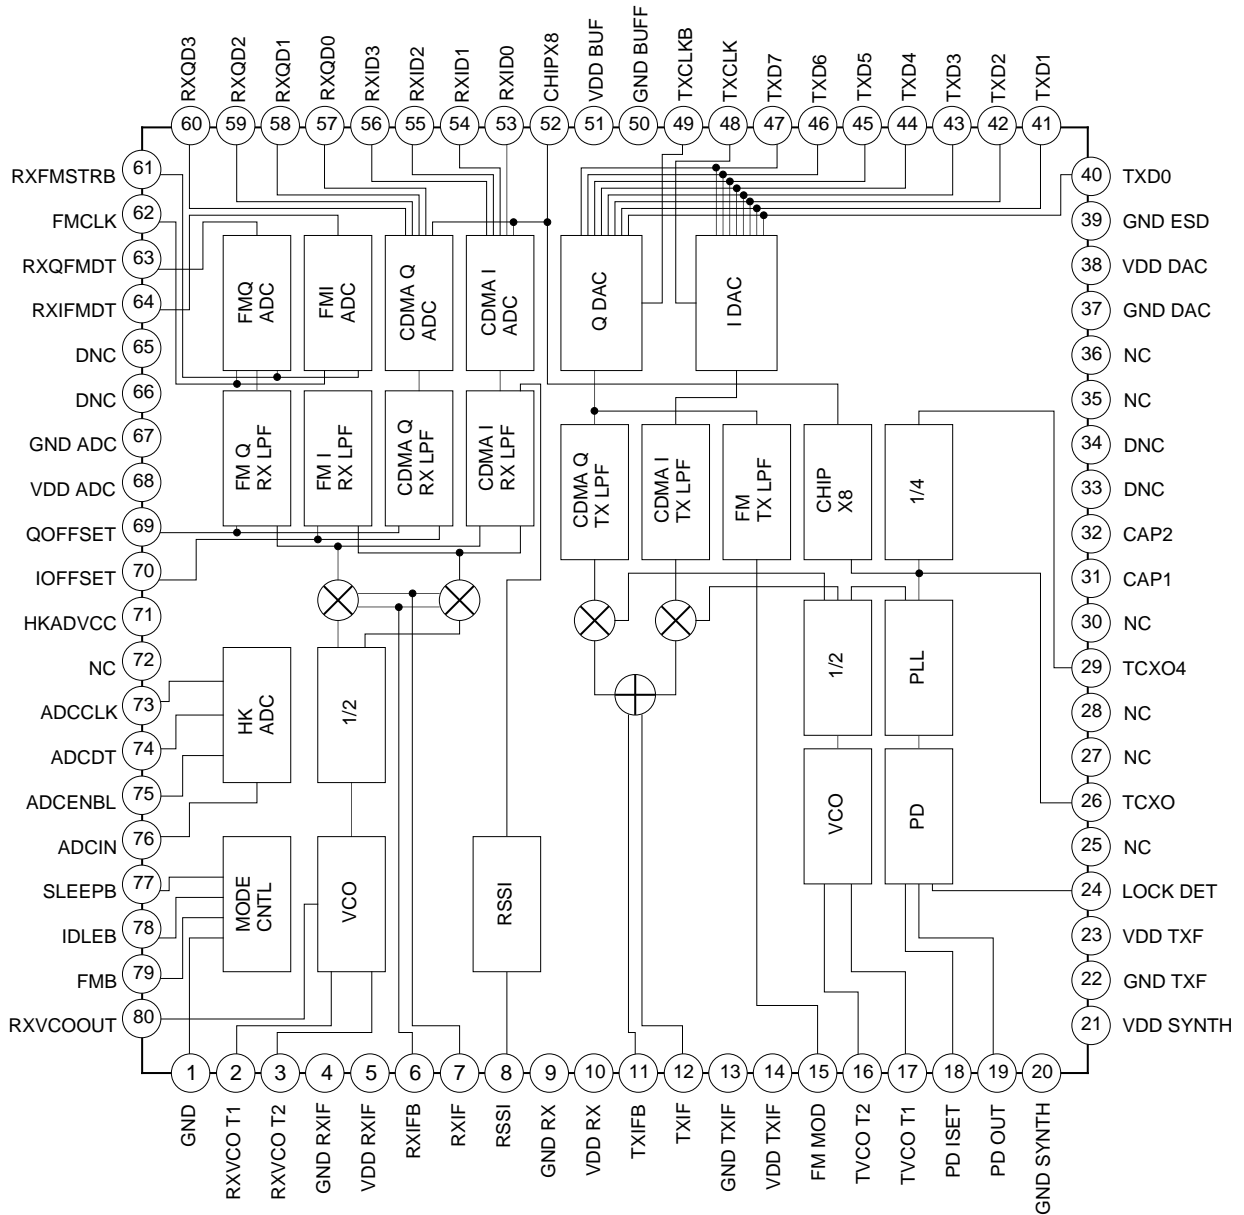 RXQD3
RXQD2
RXQD1
RXQD0
RXID3
RXID2
RXID1
RXID0
CHIPX8
VDD BUF
GND BUFF
TXCLKB
TXCLK
TXD7
TXD6
TXD5
TXD4
TXD3
TXD2
TXD1
60
59
58
57
56
55
54
53
52
51
50
49
48
47
46
45
44
43
42
41
RXFMSTRB 61
FMCLK 62
RXQFMDT 63
RXIFMDT 64
DNC 65
DNC 66
GND ADC 67
VDD ADC 68
QOFFSET 69
IOFFSET 70
HKADVCC 71
NC 72
ADCCLK 73
ADCDT 74
ADCENBL 75
ADCIN 76
SLEEPB 77
IDLEB 78
FMB 79
RXVCOOUT 80
FMQ
ADC
FMI
ADC
CDMA Q
ADC
CDMA I
ADC
Q DAC
I DAC
FM Q
RX LPF
FM I
RX LPF
CDMA Q
RX LPF
CDMA I
RX LPF
CDMA Q
TX LPF
CDMA I
TX LPF
FM
TX LPF
CHIP
X8
1/4
HK
ADC
1/2
1/2
PLL
MODE
CNTL
VCO
RSSI
VCO
PD
40 TXD0
39 GND ESD
38 VDD DAC
37 GND DAC
36 NC
35 NC
34 DNC
33 DNC
32 CAP2
31 CAP1
30 NC
29 TCXO4
28 NC
27 NC
26 TCXO
25 NC
24 LOCK DET
23 VDD TXF
22 GND TXF
21 VDD SYNTH
1
2
3
4
5
6
7
8
9
10
11
12
13
14
15
16
17
18
19
20
GND
RXVCO T1
RXVCO T2
GND RXIF
VDD RXIF
RXIFB
RXIF
RSSI
GND RX
VDD RX
TXIFB
TXIF
GND TXIF
VDD TXIF
FM MOD
TVCO T2
TVCO T1
PD ISET
PD OUT
GND SYNTH